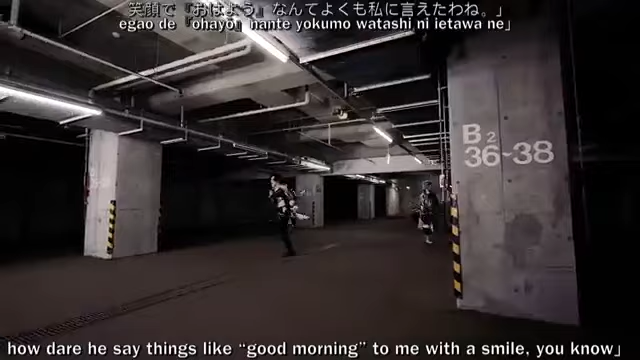 笑顔で『おはよう』なんてよくも私に言えたわね。」
egao de『ohayō』nante yokumo watashi ni ietawa ne」
B2
36~38
how dare he say things like “good morning” to me with a smile, you know」